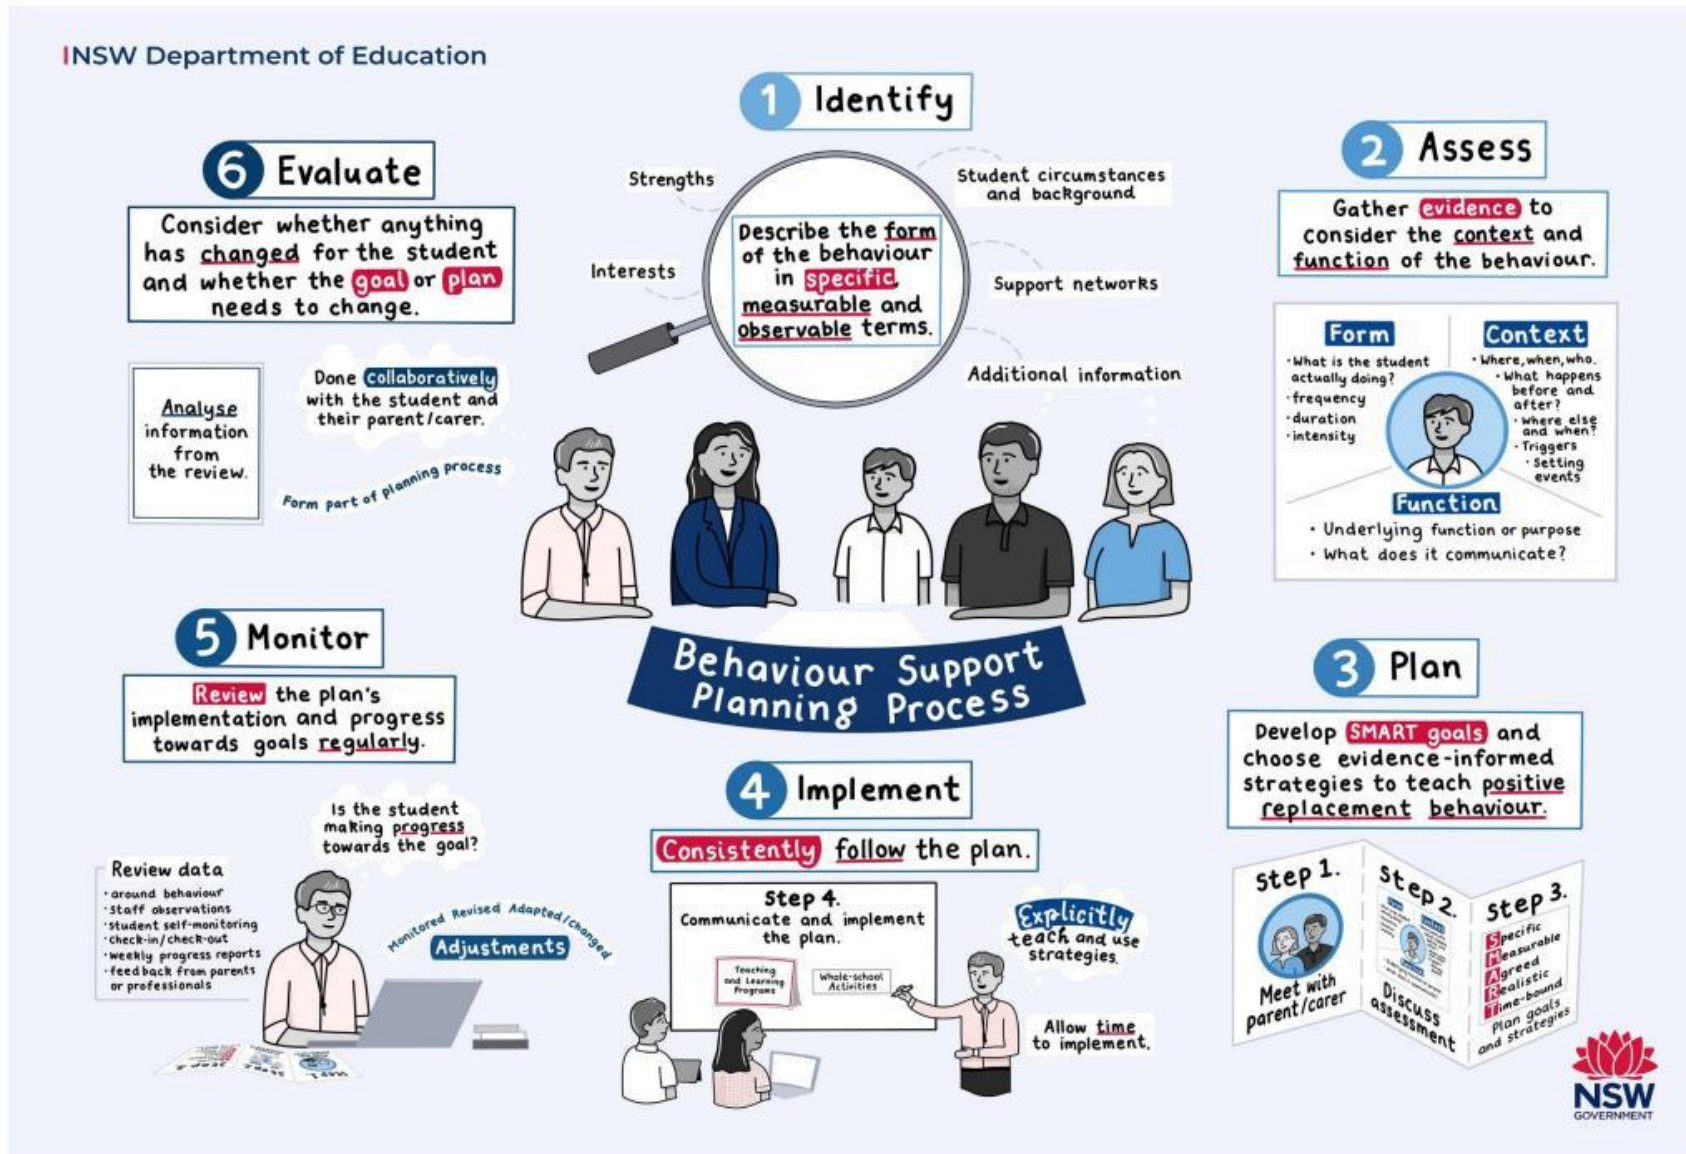 NSW Department of Education
1 Identify
Strengths
Interests
Student circumstances
and background
Support networks
Additional information
Describe the form
of the behaviour
in specific,
measurable and
observable terms.
2 Assess
Gather evidence to
consider the context and
function of the behaviour.
Form
·What is the student
actually doing?
·frequency
·duration
·intensity
Context
·Where, when, who.
·What happens
before and
after?
·Where else
and when?
·Triggers
·Setting
events
Function
·Underlying function or purpose
·What does it communicate?
3 Plan
Develop SMART goals and
choose evidence-informed
strategies to teach positive
replacement behaviour.
Step 1.
Meet with
parent/carer
Step 2.
Discuss
assessment
Step 3.
Specific
Measurable
Agreed
Realistic
Time-bound
Plan goals
and strategies
Behaviour Support
Planning Process
4 Implement
Consistently follow the plan.
Step 4.
Communicate and implement
the plan.
Teaching
and Learning
Programs
Whole-school
Activities
Explicitly
teach and use
strategies.
Allow time
to implement.
5 Monitor
Review the plan's
implementation and progress
towards goals regularly.
Is the student
making progress
towards the goal?
Review data
·around behaviour
·staff observations
·student self-monitoring
·check-in/check-out
·weekly progress reports
·feedback from parents
or professionals
Monitored Revised Adapted/changed
Adjustments
6 Evaluate
Consider whether anything
has changed for the student
and whether the goal or plan
needs to change.
Analyse
information
from
the review.
Done collaboratively
with the student and
their parent/carer.
Form part of planning process
NSW
GOVERNMENT